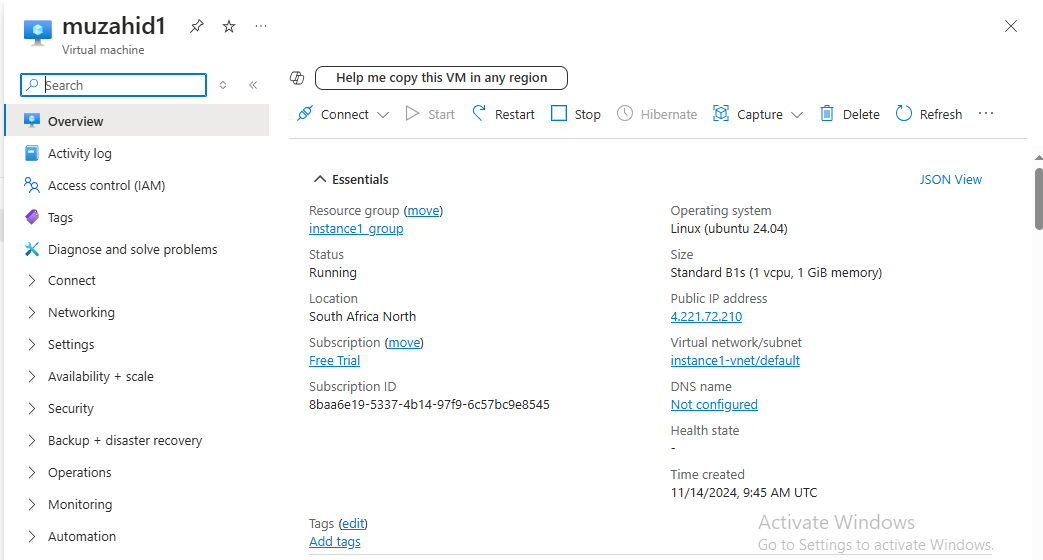 muzahid1
Virtual machine
Search
Overview
Activity log
Access control (IAM)
Tags
Diagnose and solve problems
Connect
Networking
Settings
Availability + scale
Security
Backup + disaster recovery
Operations
Monitoring
Automation
Help me copy this VM in any region
Connect Start Restart Stop Hibernate Capture Delete Refresh
Essentials
JSON View
Resource group (move)
instance1_group
Status
Running
Location
South Africa North
Subscription (move)
Free Trial
Subscription ID
8baa6e19-5337-4b14-97f9-6c57bc9e8545
Operating system
Linux (ubuntu 24.04)
Size
Standard B1s (1 vcpu, 1 GiB memory)
Public IP address
4.221.72.210
Virtual network/subnet
instance1-vnet/default
DNS name
Not configured
Health state
-
Time created
11/14/2024, 9:45 AM UTC
Tags (edit)
Add tags
Activate Windows
Go to Settings to activate Windows.